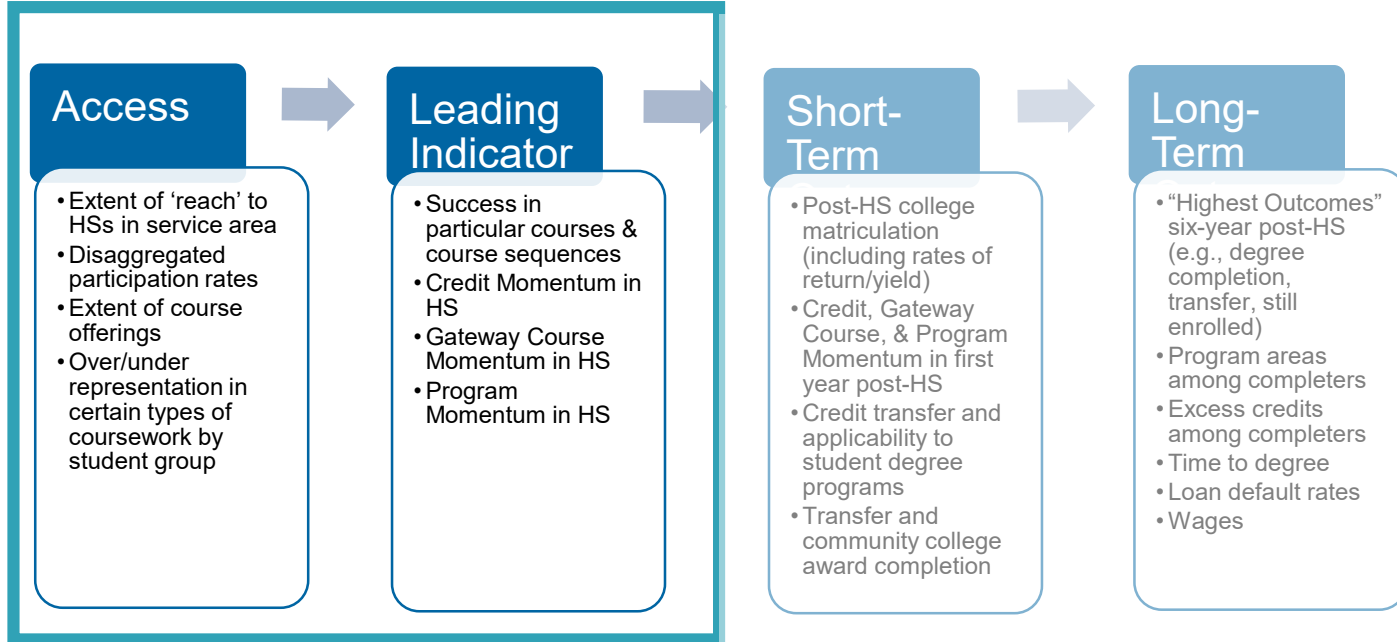 Access
• Extent of ‘reach’ to
HSs in service area
• Disaggregated
participation rates
• Extent of course
offerings
• Over/under
representation in
certain types of
coursework by
student group
Leading
Indicator
• Success in
particular courses &
course sequences
• Credit Momentum in
HS
• Gateway Course
Momentum in HS
• Program
Momentum in HS
Short-
Term
• Post-HS college
matriculation
(including rates of
return/yield)
• Credit, Gateway
Course, & Program
Momentum in first
year post-HS
• Credit transfer and
applicability to
student degree
programs
• Transfer and
community college
award completion
Long-
Term
• “Highest Outcomes”
six-year post-HS
(e.g., degree
completion,
transfer, still
enrolled)
• Program areas
among completers
• Excess credits
among completers
• Time to degree
• Loan default rates
• Wages